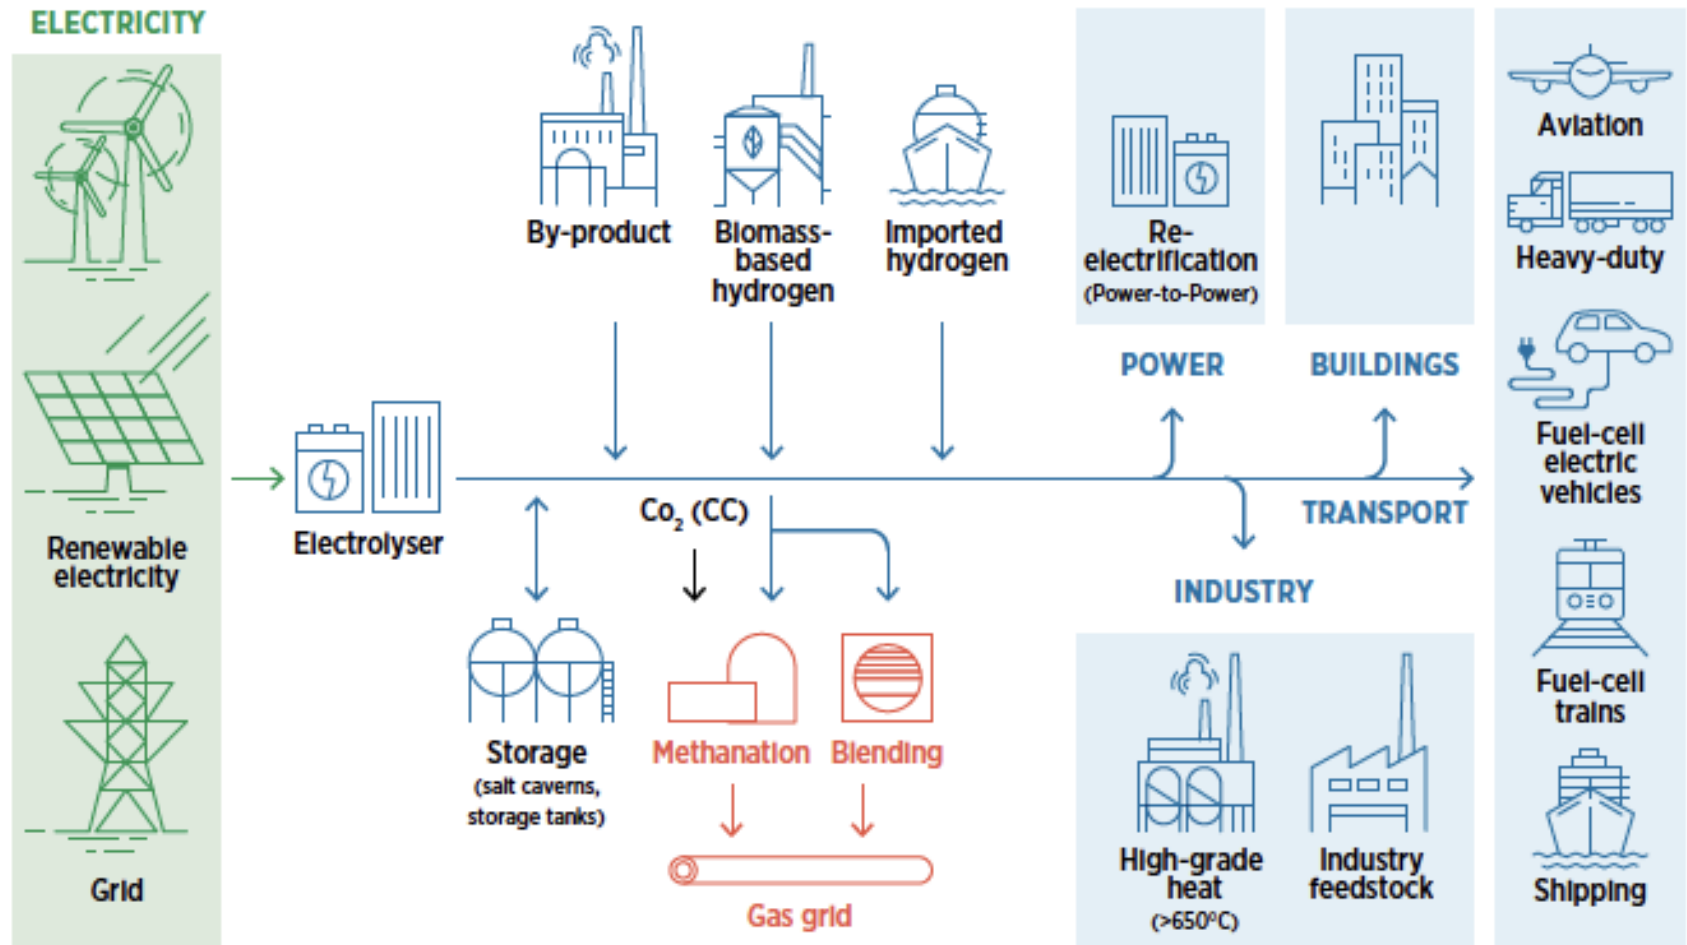 ELECTRICITY
Renewable
electricity
Grid
Electrolyser
By-product
Biomass-
based
hydrogen
Imported
hydrogen
Storage
(salt caverns,
storage tanks)
Co₂ (CC)
Methanation
Blending
Gas grid
Re-
electrification
(Power-to-Power)
POWER
BUILDINGS
TRANSPORT
INDUSTRY
High-grade
heat
(>650ºC)
Industry
feedstock
Aviation
Heavy-duty
Fuel-cell
electric
vehicles
Fuel-cell
trains
Shipping